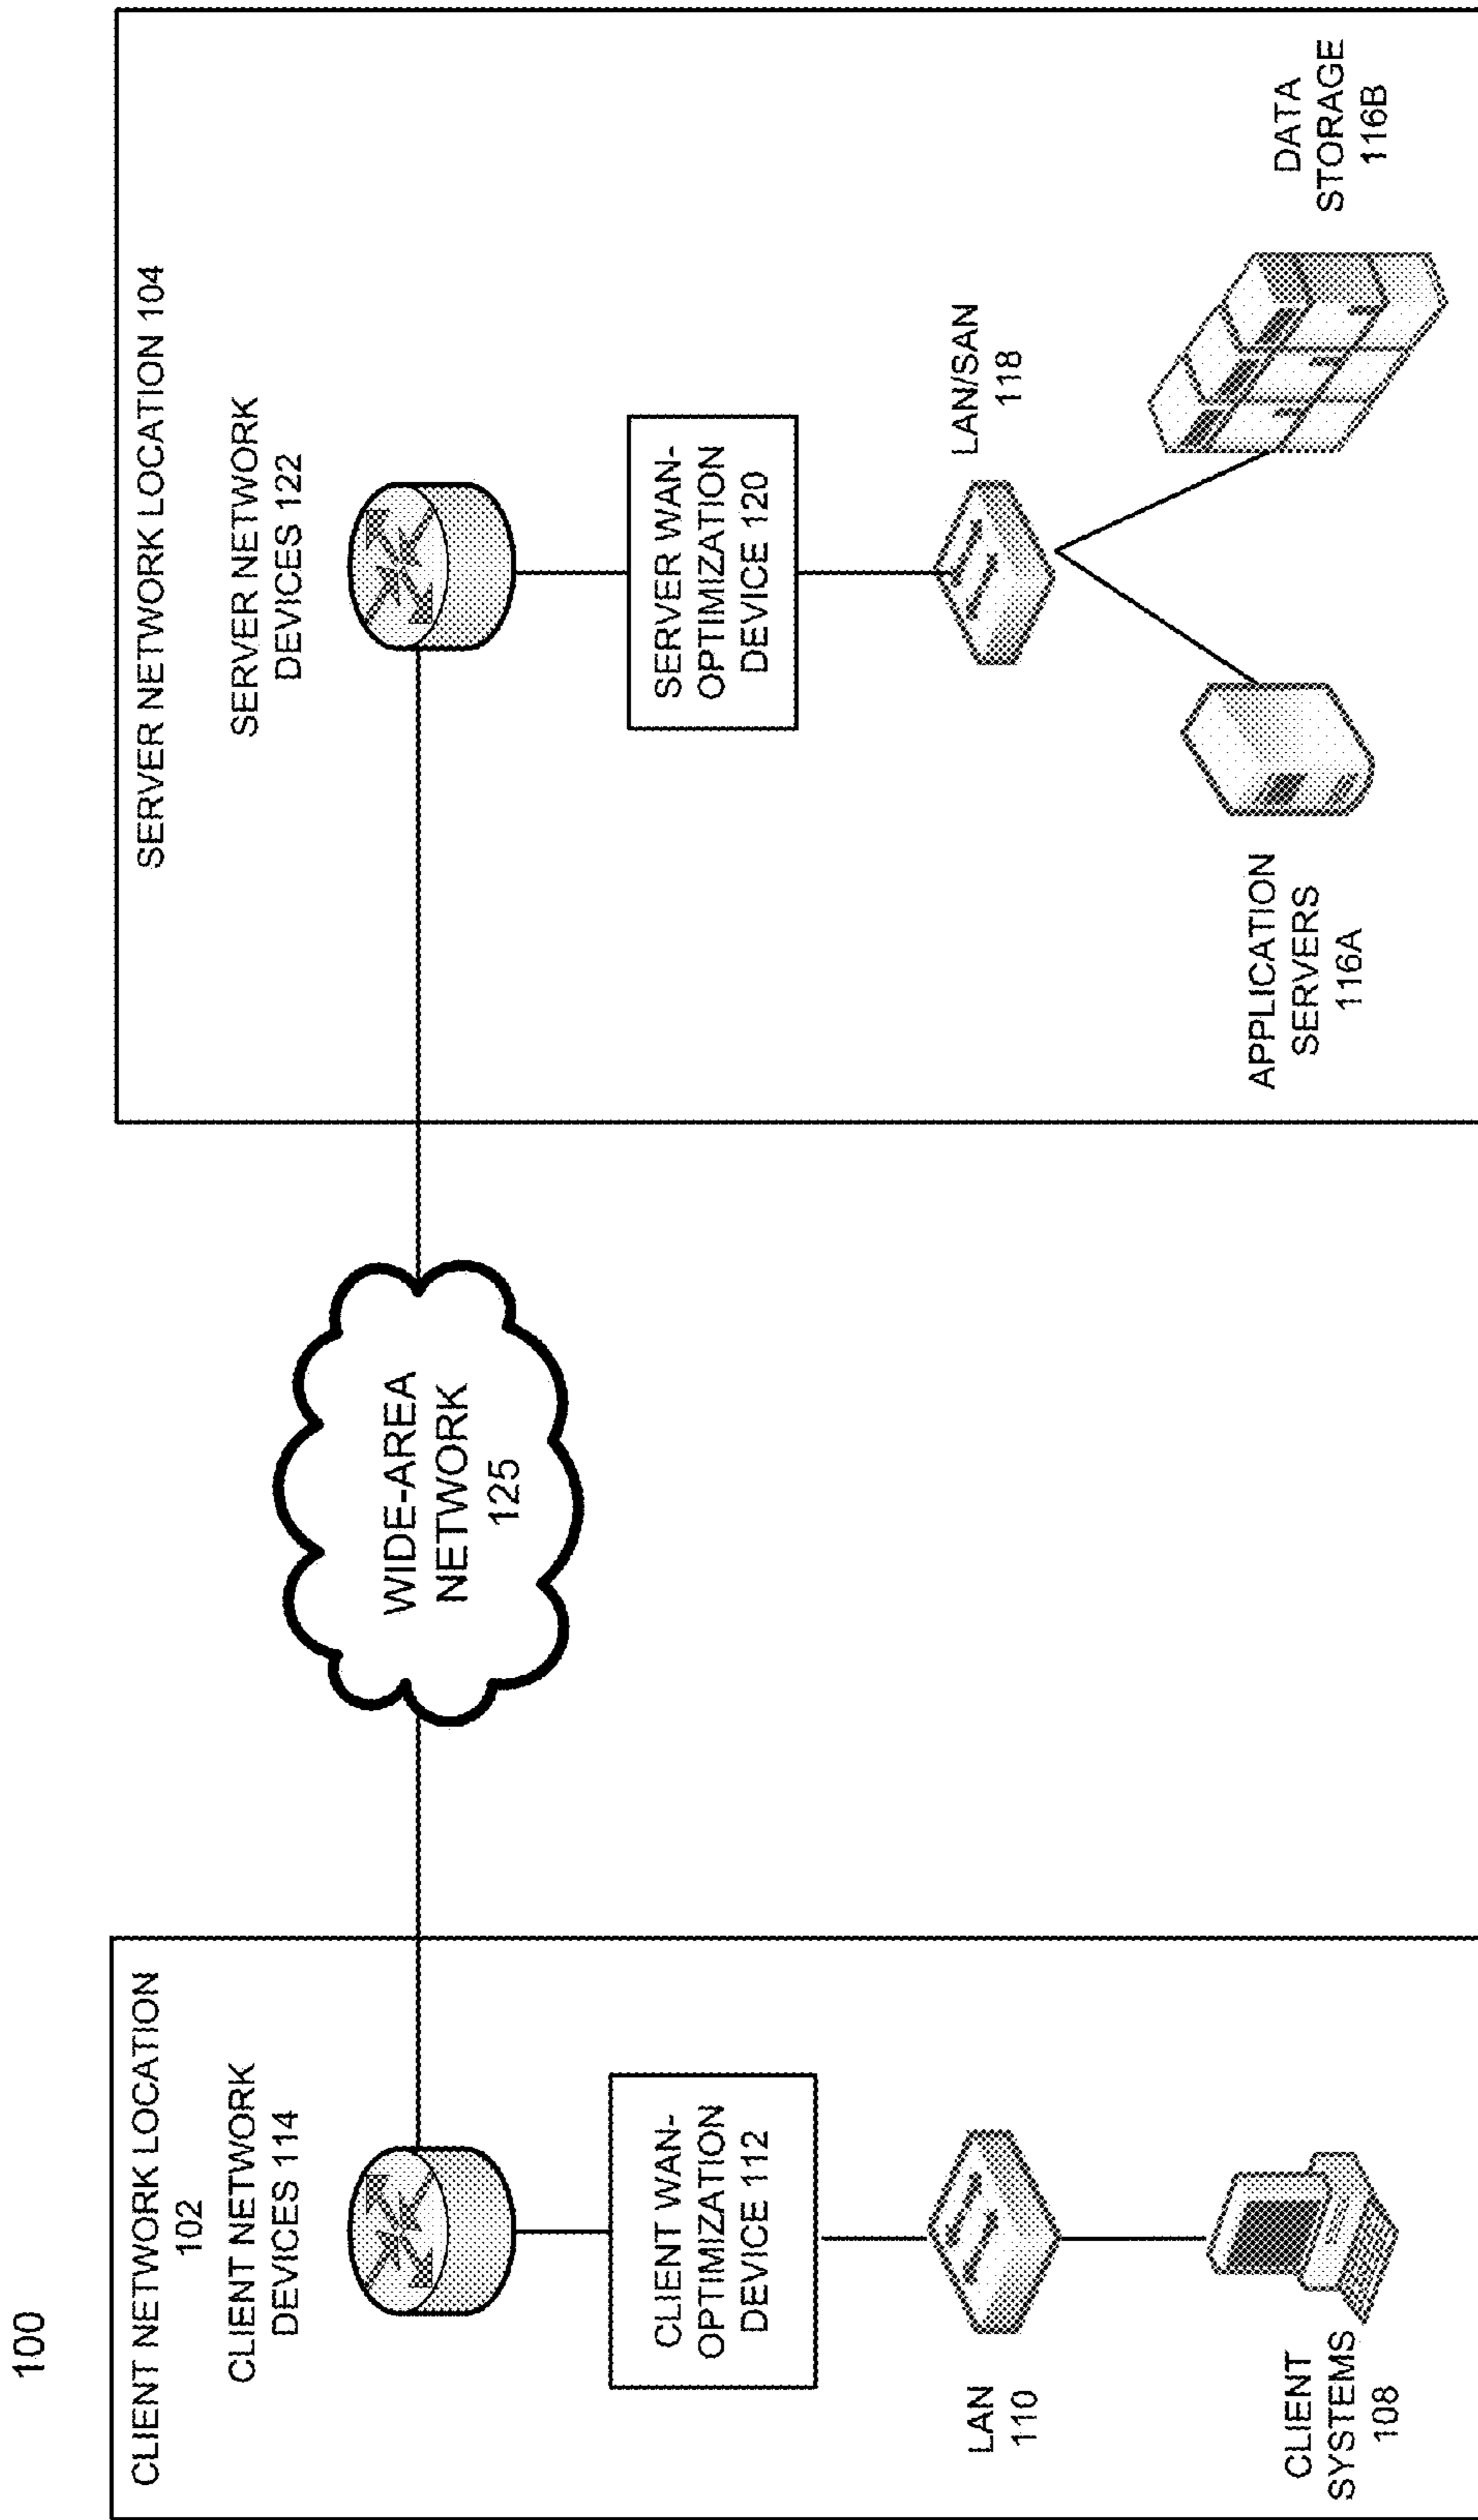 100
CLIENT NETWORK LOCATION
102
CLIENT NETWORK
DEVICES 114
CLIENT WAN-
OPTIMIZATION
DEVICE 112
LAN
110
CLIENT
SYSTEMS
108
WIDE-AREA
NETWORK
125
SERVER NETWORK LOCATION 104
SERVER NETWORK
DEVICES 122
SERVER WAN-
OPTIMIZATION
DEVICE 120
LAN/SAN
118
APPLICATION
SERVERS
116A
DATA
STORAGE
116B